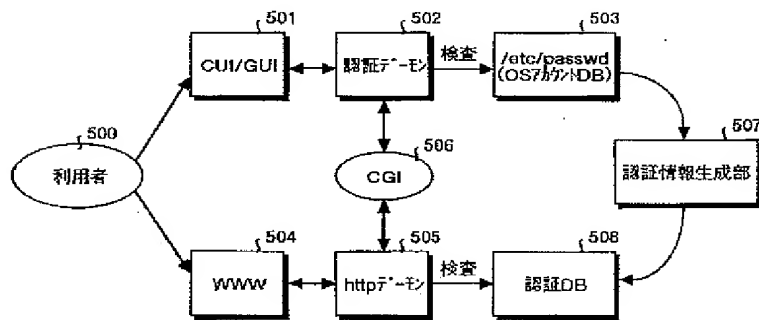 501
502
503
CUI/GUI
認証デーモン
検査
/etc/passwd
(OSアカウントDB)
500
利用者
506
CGI
507
認証情報生成部
504
505
508
WWW
httpデーモン
検査
認証DB